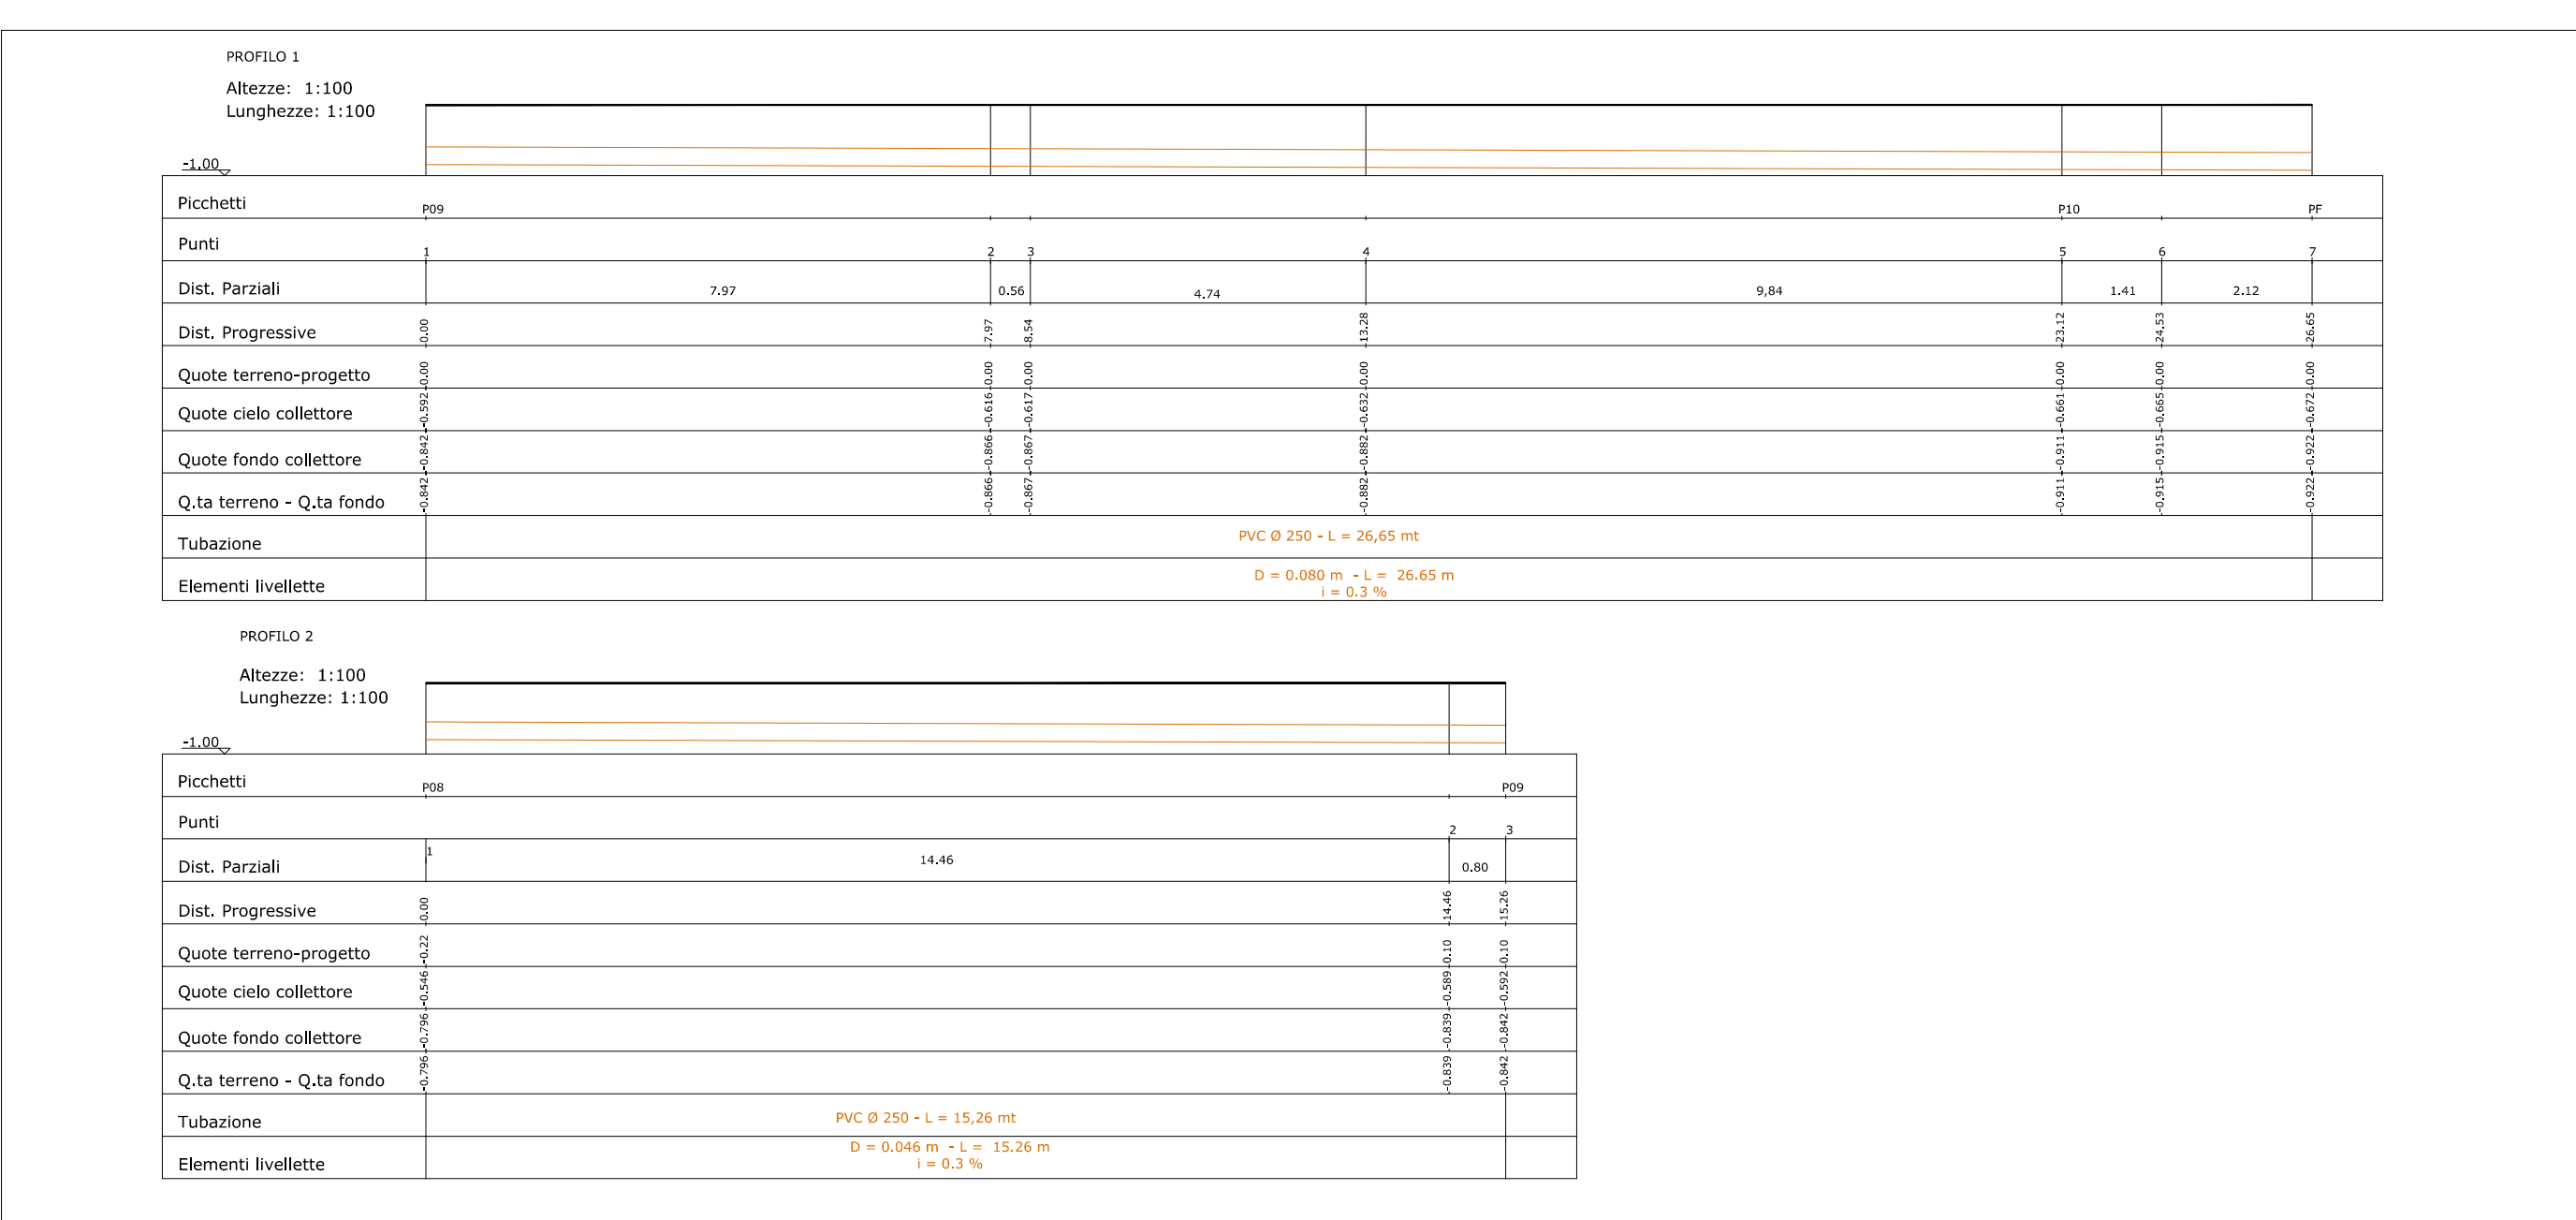 PROFILO 1
Altezze: 1:100
Lunghezze: 1:100
-1.00
Picchetti P09 P10 PF
Punti 1 2 3 4 5 6 7
Dist. Parziali 7.97 0.56 4.74 9,84 1.41 2.12
Dist. Progressive 0.00 7.97 8.54 13.28 23.12 24.53 26.65
Quote terreno-progetto 0.00 0.00 0.00 0.00 0.00 0.00 0.00
Quote cielo collettore -0.592 -0.616 -0.617 -0.632 -0.661 -0.665 -0.672
Quote fondo collettore -0.842 -0.866 -0.867 -0.882 -0.911 -0.915 -0.922
Q.ta terreno - Q.ta fondo -0.842 -0.866 -0.867 -0.882 -0.911 -0.915 -0.922
Tubazione PVC Ø 250 - L = 26,65 mt
Elementi livellette D = 0.080 m - L = 26.65 m
i = 0.3 %
PROFILO 2
Altezze: 1:100
Lunghezze: 1:100
-1.00
Picchetti P08 P09
Punti 1 2 3
Dist. Parziali 14.46 0.80
Dist. Progressive 0.00 14.46 15.26
Quote terreno-progetto -0.22 -0.10 -0.10
Quote cielo collettore -0.546 -0.589 -0.592
Quote fondo collettore -0.796 -0.839 -0.842
Q.ta terreno - Q.ta fondo -0.796 -0.839 -0.842
Tubazione PVC Ø 250 - L = 15,26 mt
Elementi livellette D = 0.046 m - L = 15.26 m
i = 0.3 %